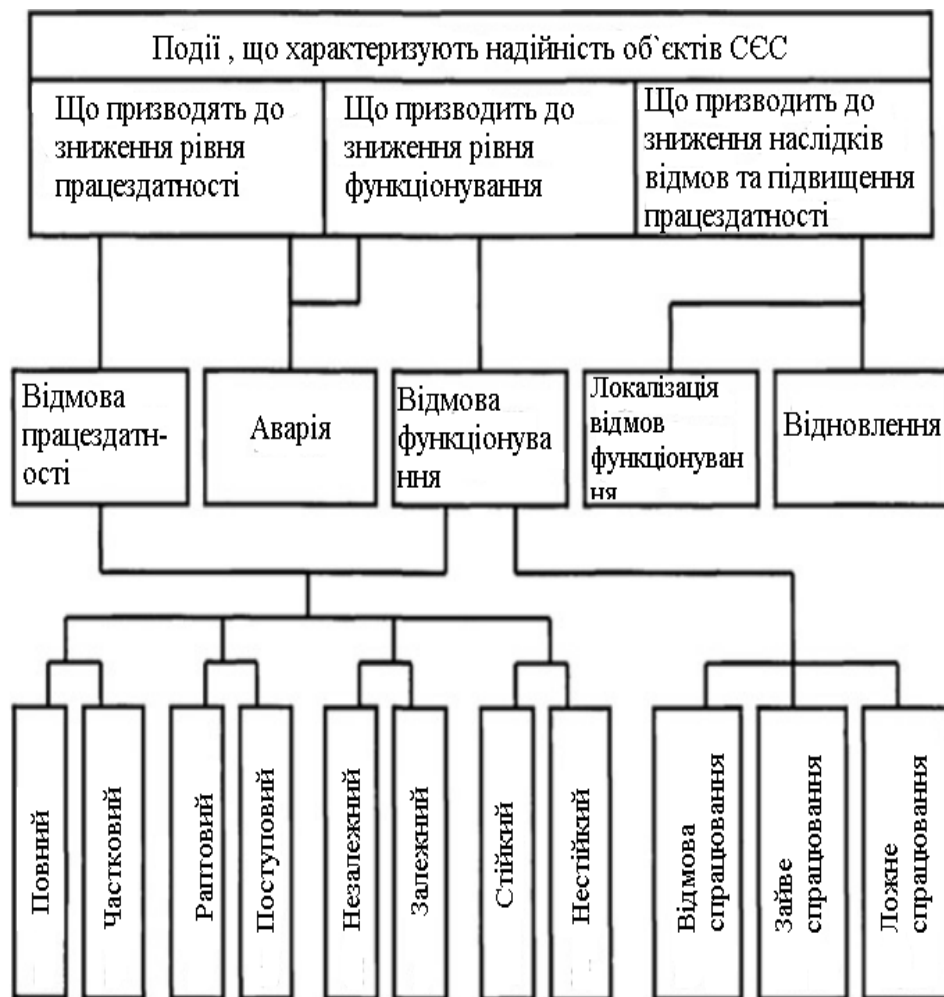 Події , що характеризують надійність об`єктів СЄС
Що призводять до
зниження рівня
працездатності
Що призводить до
зниження рівня
функціонування
Що призводить до
зниження наслідків
відмов та підвищення
працездатності
Відмова
працездатн-
ості
Аварія
Відмова
функціонува
ння
Локалізація
відмов
функціонуван
ня
Відновлення
Повний
Частковий
Раптовий
Поступовий
Незалежний
Залежний
Стійкий
Нестійкий
Відмова
спрацювання
Зайве
спрацювання
Ложне
спрацювання